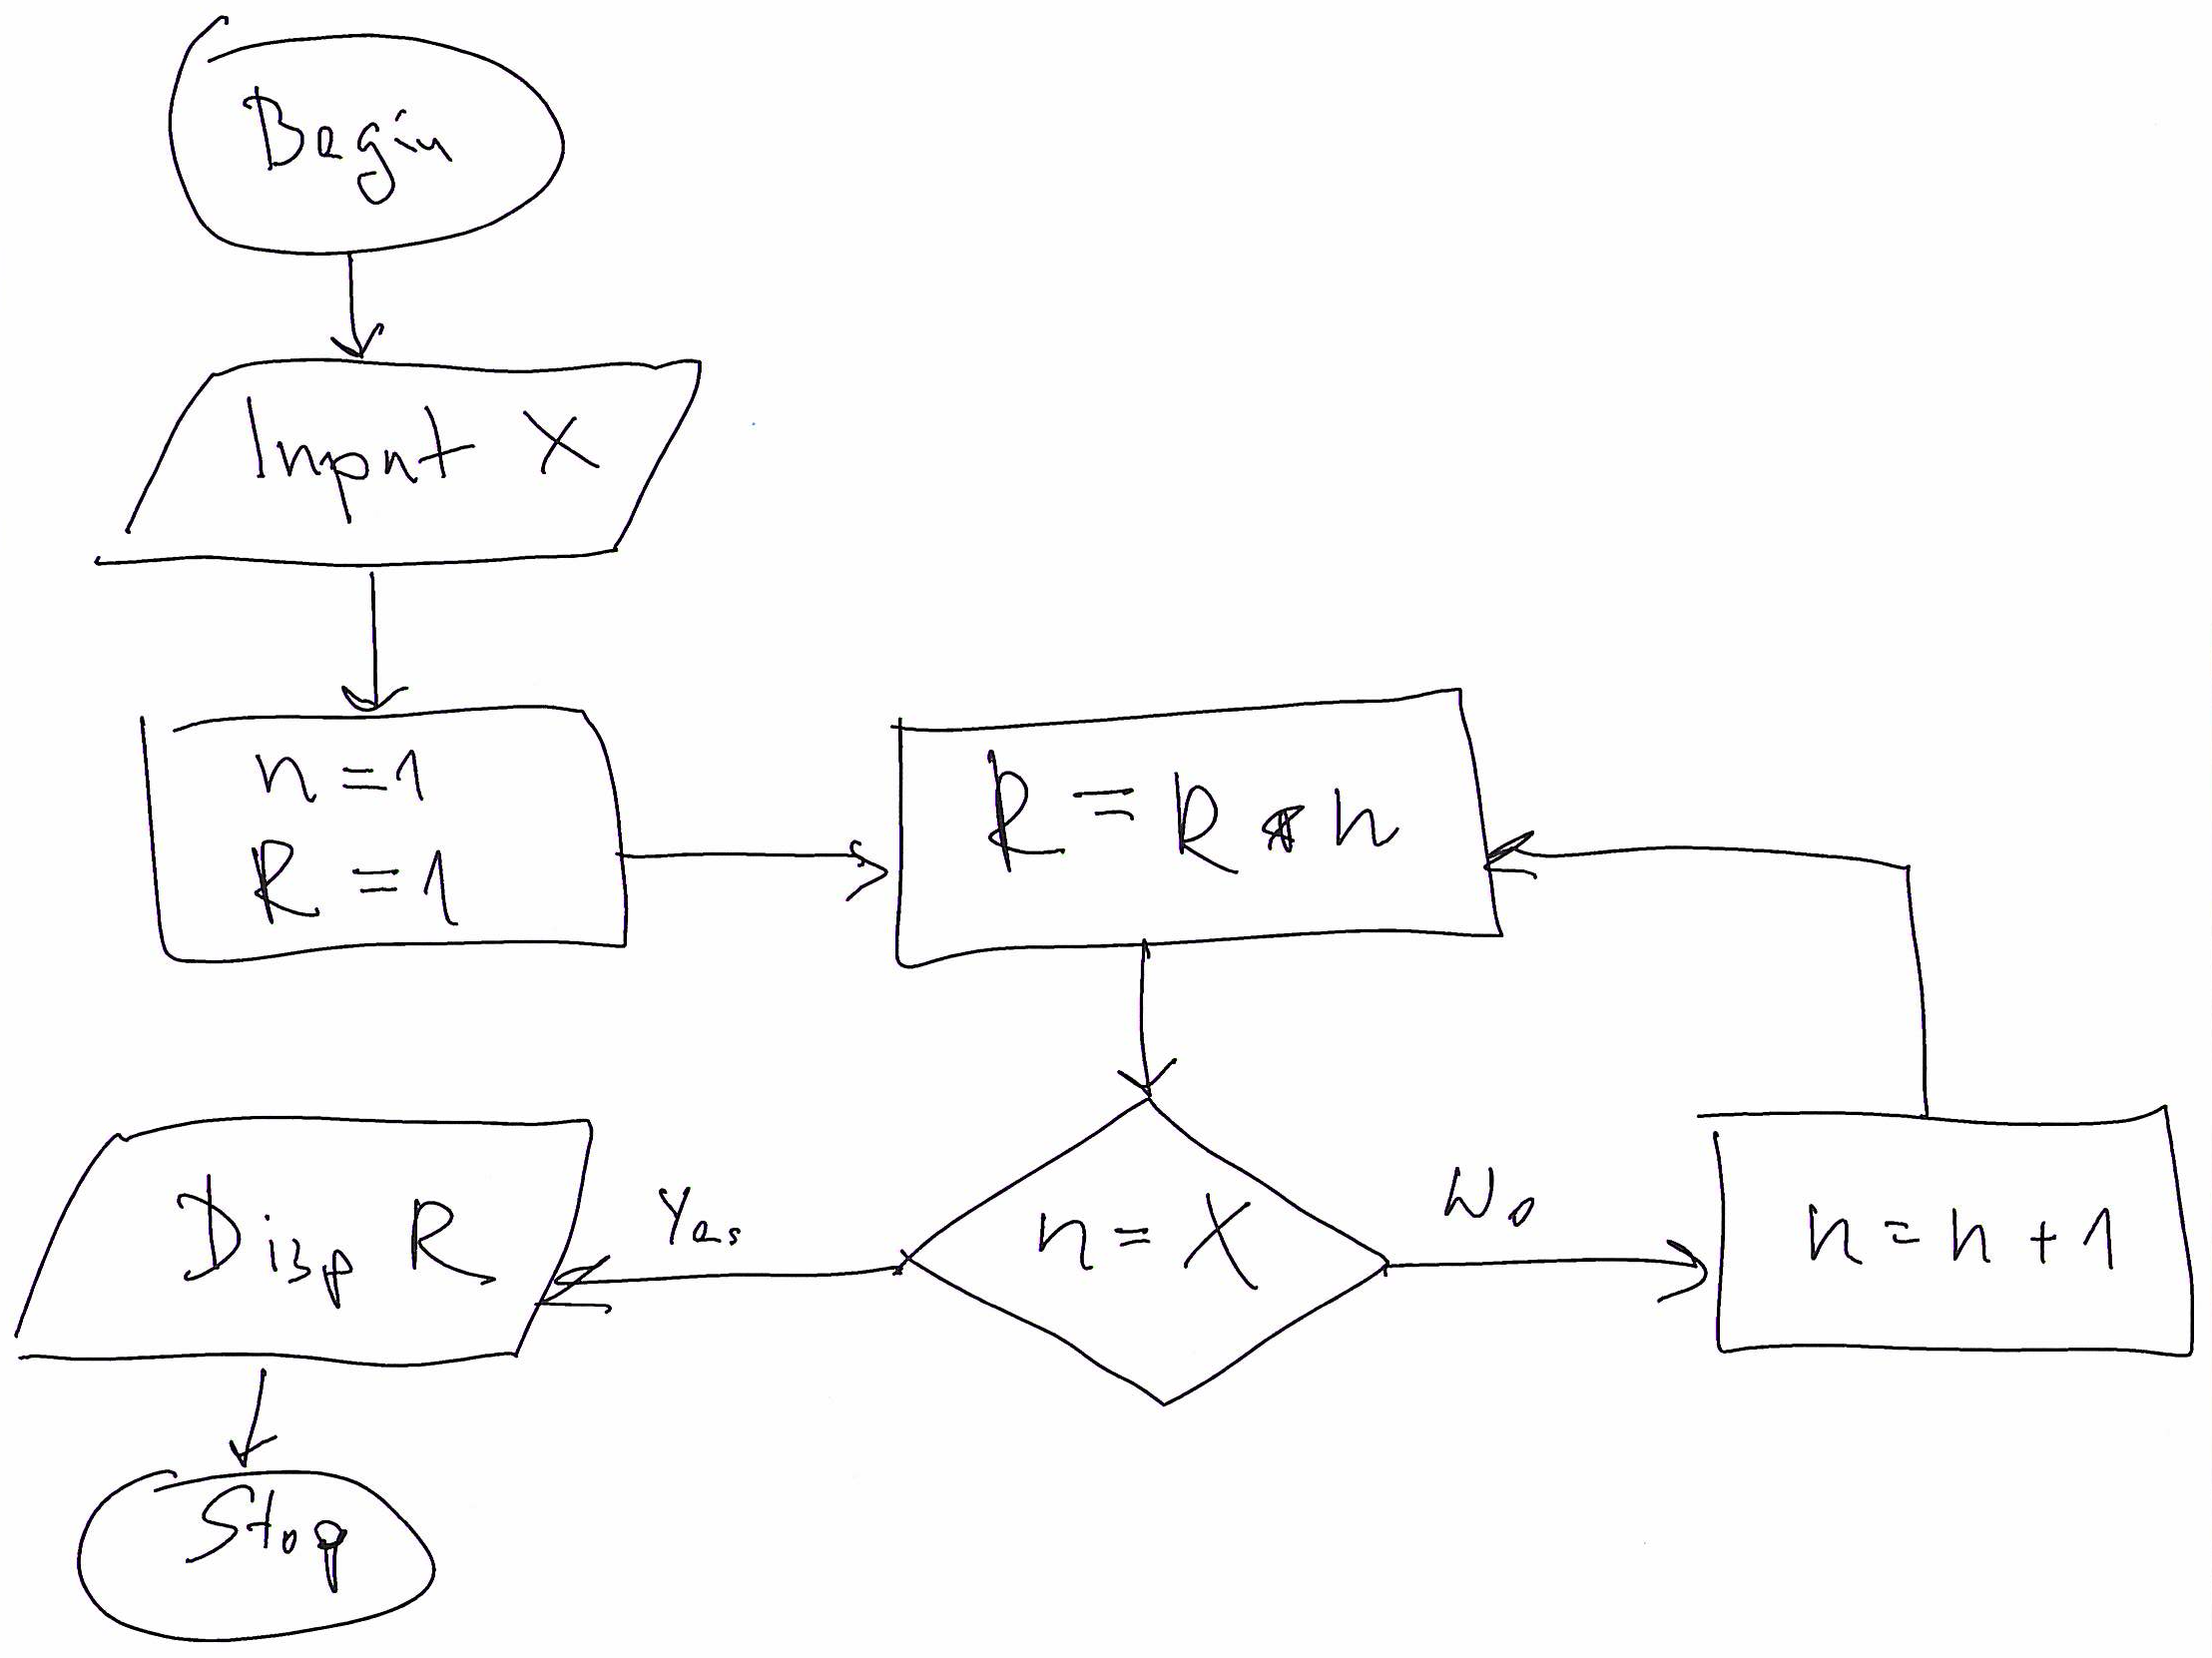 Begin
Input X
n=1
R=1
R=R*n
n=X
Yes
No
n=n+1
Disp R
Stop